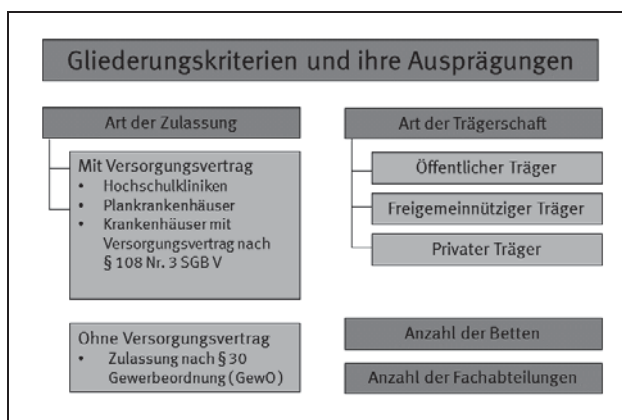 Gliederungskriterien und ihre Ausprägungen
Art der Zulassung
Mit Versorgungsvertrag
• Hochschulkliniken
• Plankrankenhäuser
• Krankenhäuser mit
Versorgungsvertrag nach
§ 108 Nr. 3 SGB V
Ohne Versorgungsvertrag
• Zulassung nach § 30
Gewerbeordnung (GewO)
Art der Trägerschaft
Öffentlicher Träger
Freigemeinnütziger Träger
Privater Träger
Anzahl der Betten
Anzahl der Fachabteilungen